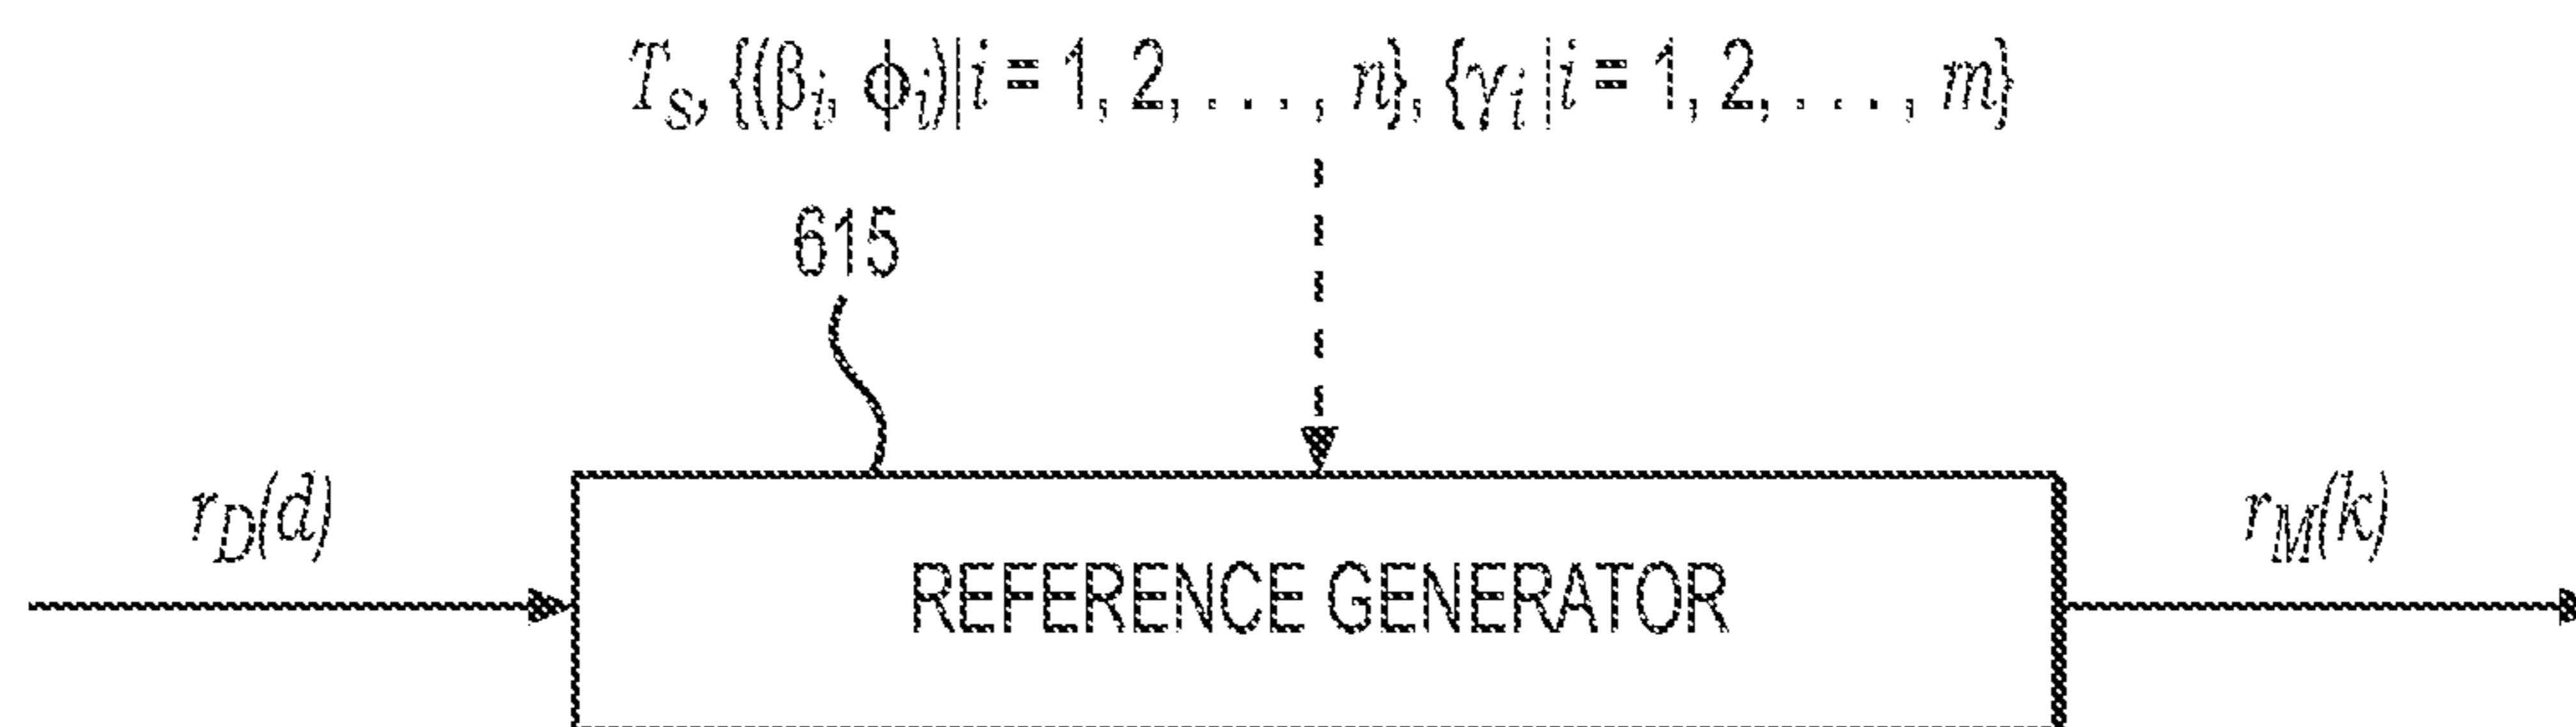 T_s, {(β_i, ϕ_i)|i = 1, 2, . . . , n}, {γ_i |i = 1, 2, . . . , m}
615
r_D(d)
REFERENCE GENERATOR
r_M(k)